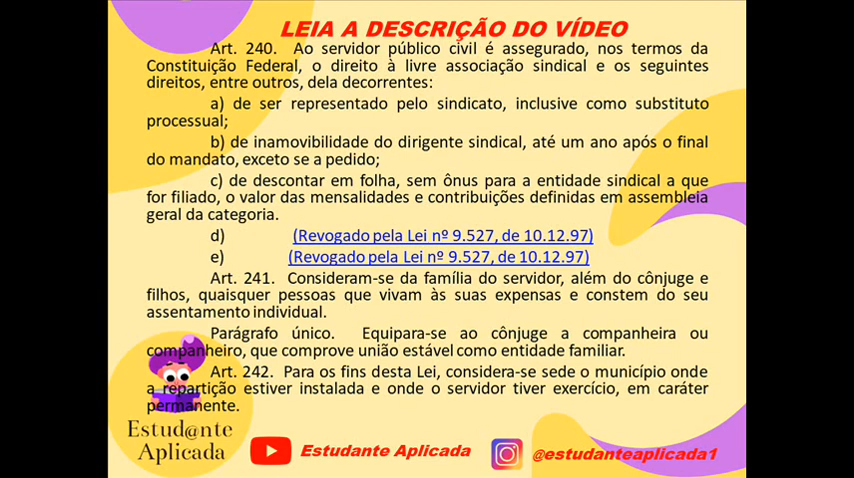 LEIA A DESCRIÇÃO DO VÍDEO
Art. 240. Ao servidor público civil é assegurado, nos termos da
Constituição Federal, o direito à livre associação sindical e os seguintes
direitos, entre outros, dela decorrentes:
a) de ser representado pelo sindicato, inclusive como substituto
processual;
b) de inamovibilidade do dirigente sindical, até um ano após o final
do mandato, exceto se a pedido;
c) de descontar em folha, sem ônus para a entidade sindical a que
for filiado, o valor das mensalidades e contribuições definidas em assembleia
geral da categoria.
d) (Revogado pela Lei nº 9.527, de 10.12.97)
e) (Revogado pela Lei nº 9.527, de 10.12.97)
Art. 241. Consideram-se da família do servidor, além do cônjuge e
filhos, quaisquer pessoas que vivam às suas expensas e constem do seu
assentamento individual.
Parágrafo único. Equipara-se ao cônjuge a companheira ou
companheiro, que comprove união estável como entidade familiar.
Art. 242. Para os fins desta Lei, considera-se sede o município onde
a repartição estiver instalada e onde o servidor tiver exercício, em caráter
permanente.
Estud@nte
Aplicada
Estudante Aplicada
@estudanteaplicada1